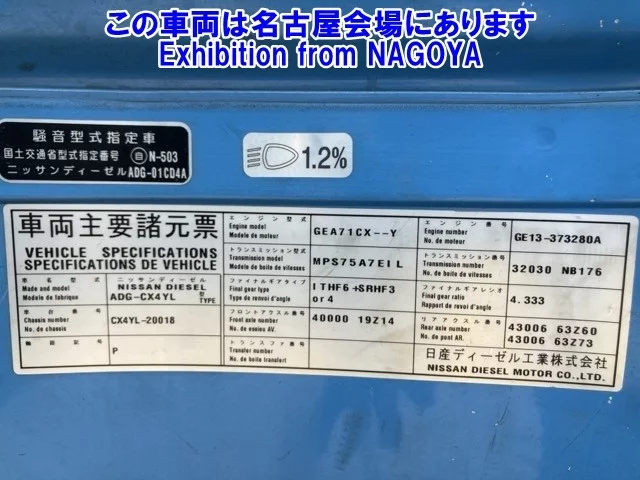 この車両は名古屋会場にあります
Exhibition from NAGOYA
騒音型式指定車
国土交通省型式指定番号 自 N-503
ニッサンディーゼル ADG-01CD4A
1.2%
車両主要諸元票
VEHICLE SPECIFICATIONS
SPECIFICATIONS DE VEHICLE
車名型式 ニッサンディーゼル
Make and model NISSAN DIESEL 型
Modele de fabrique ADG-CX4YL TYPE
車台番号
Chassis number CX4YL-20018
No. de chassis
P
エンジン型式
Engine model GEA71CX--Y
Modele de moteur
トランスミッション型式
Transmission model MPS75A7EIL
Modele de boite de vitesses
ファイナルギアタイプ
Final gear type ITHF6+SRHF3
Type de renvoi d'angle or4
フロントアクスル番号
Front axle number 40000 19Z14
No. de essieu AV.
トランスファ番号
Transfer number
No. de boite transfert
エンジン番号
Engine number GE13-373280A
No. de moteur
トランスミッション番号
Transmission number 32030 NB176
No. de boite de vitesses
ファイナルギアレシオ
Final gear ratio 4.333
Rapport de renvoi d'angle
リアアクスル番号 43006 63Z60
Rear axle number 43006 63Z73
No. de pont AR.
日産ディーゼル工業株式会社
NISSAN DIESEL MOTOR CO.,LTD.